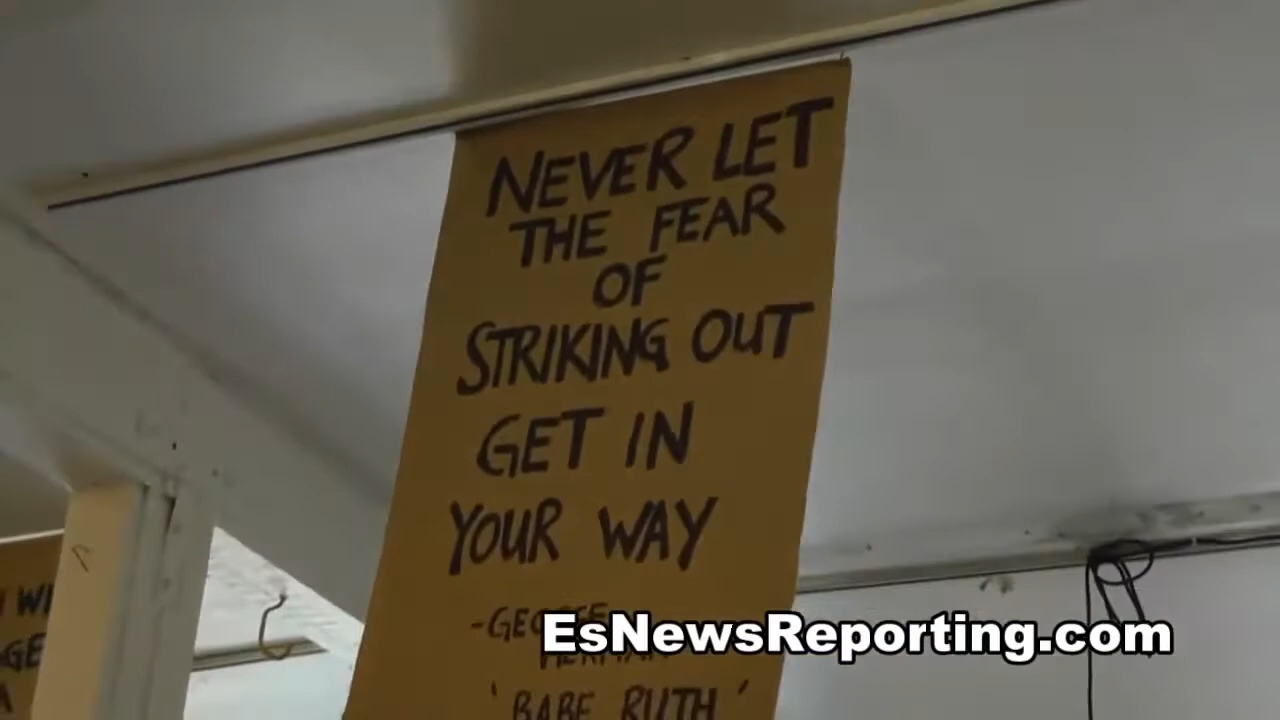 NEVER LET
THE FEAR
OF
STRIKING OUT
GET IN
YOUR WAY
EsNewsReporting.com
'BABE RUTH'